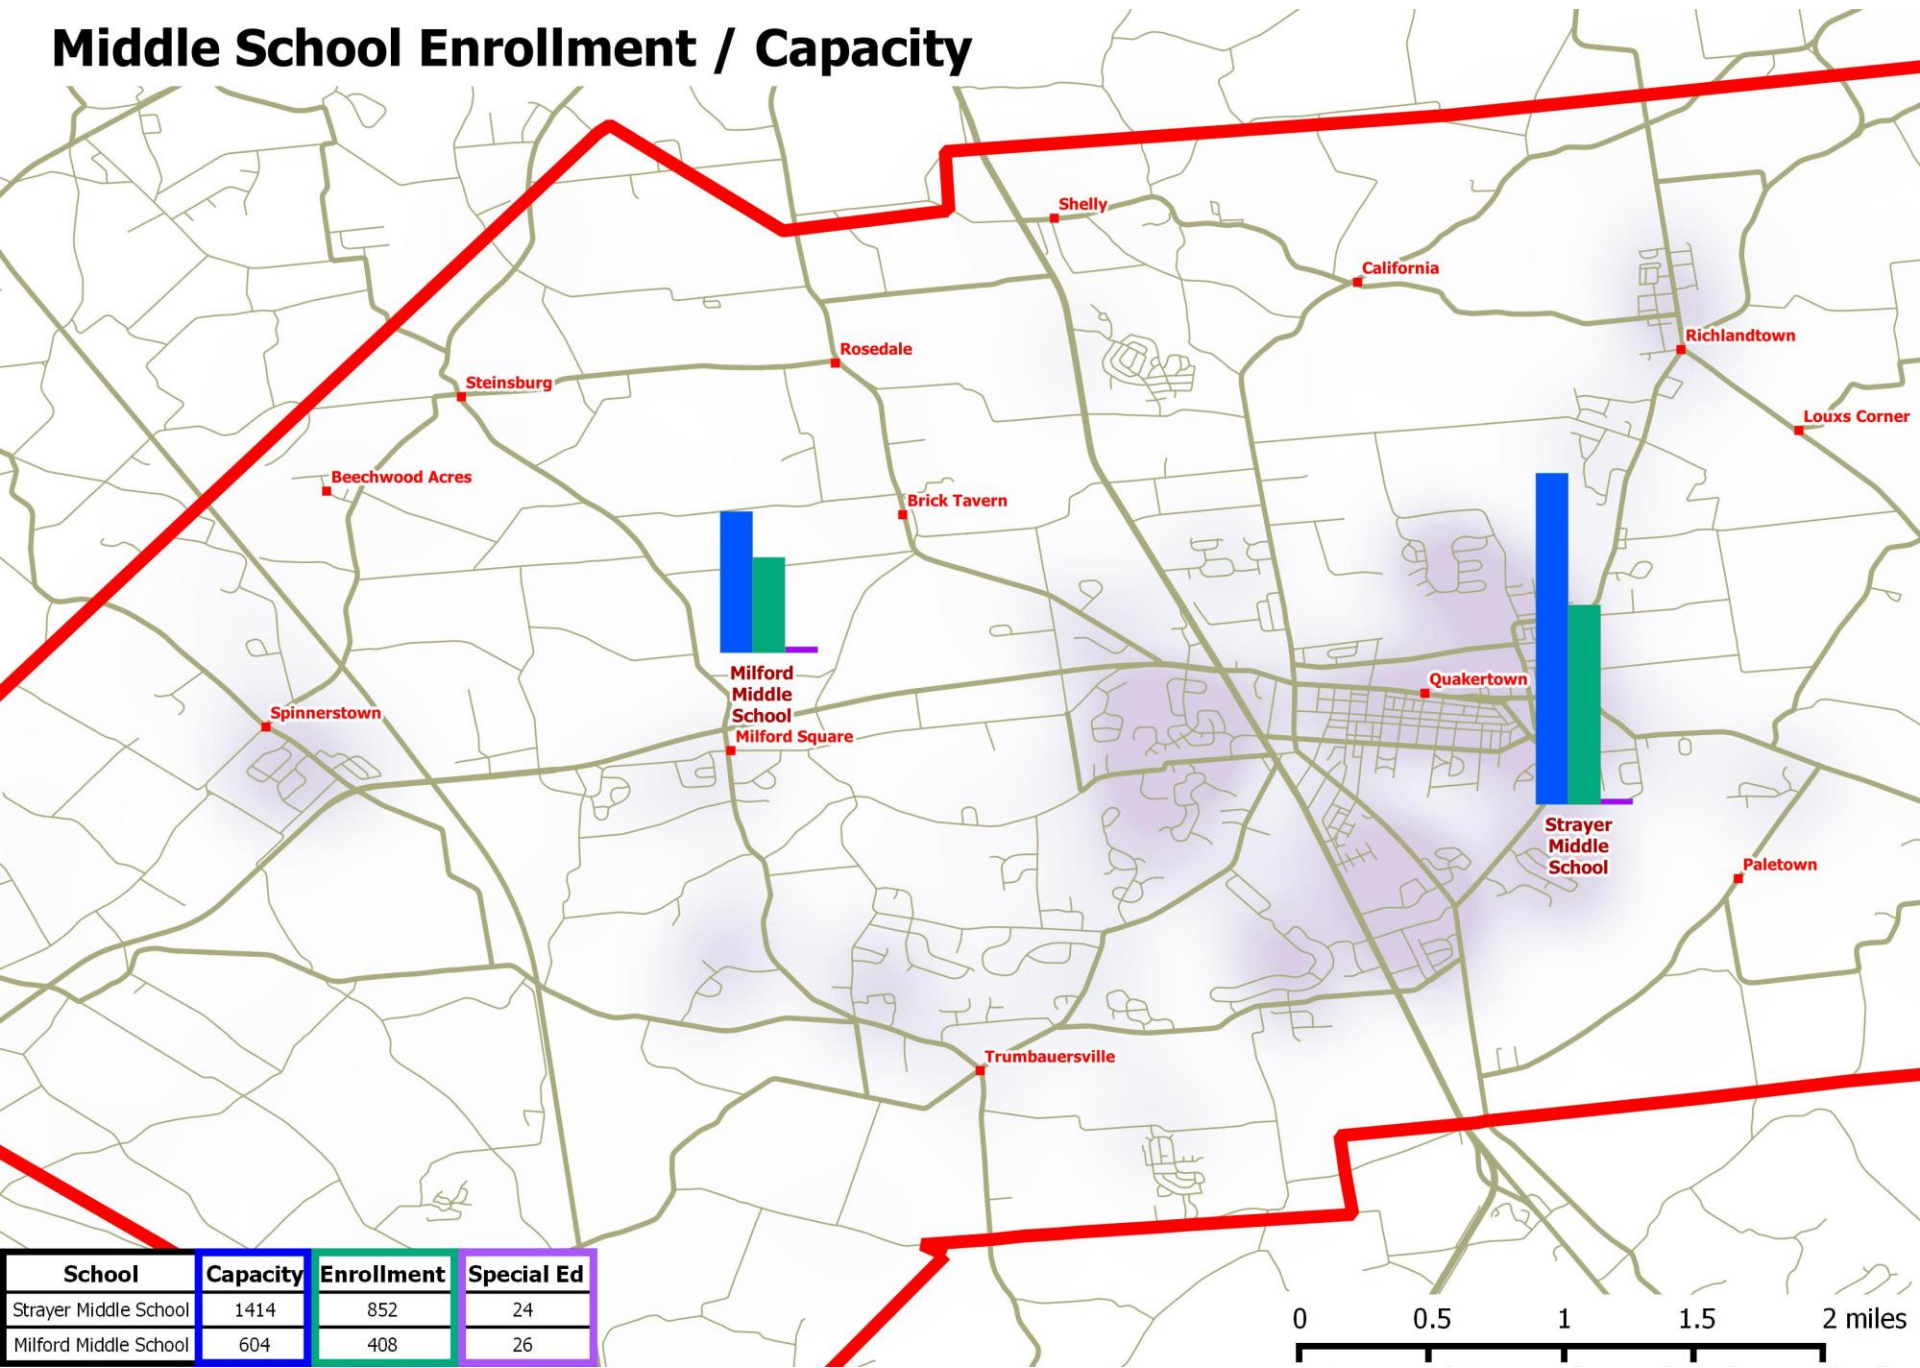 Middle School Enrollment / Capacity
Shelly
California
Richlandtown
Rosedale
Steinsburg
Louxs Corner
Beechwood Acres
Brick Tavern
Milford
Middle
School
Quakertown
Spinnerstown
Milford Square
Strayer
Middle
School
Paletown
Trumbauersville
School Capacity Enrollment Special Ed
Strayer Middle School 1414 852 24
Milford Middle School 604 408 26
0 0.5 1 1.5 2 miles